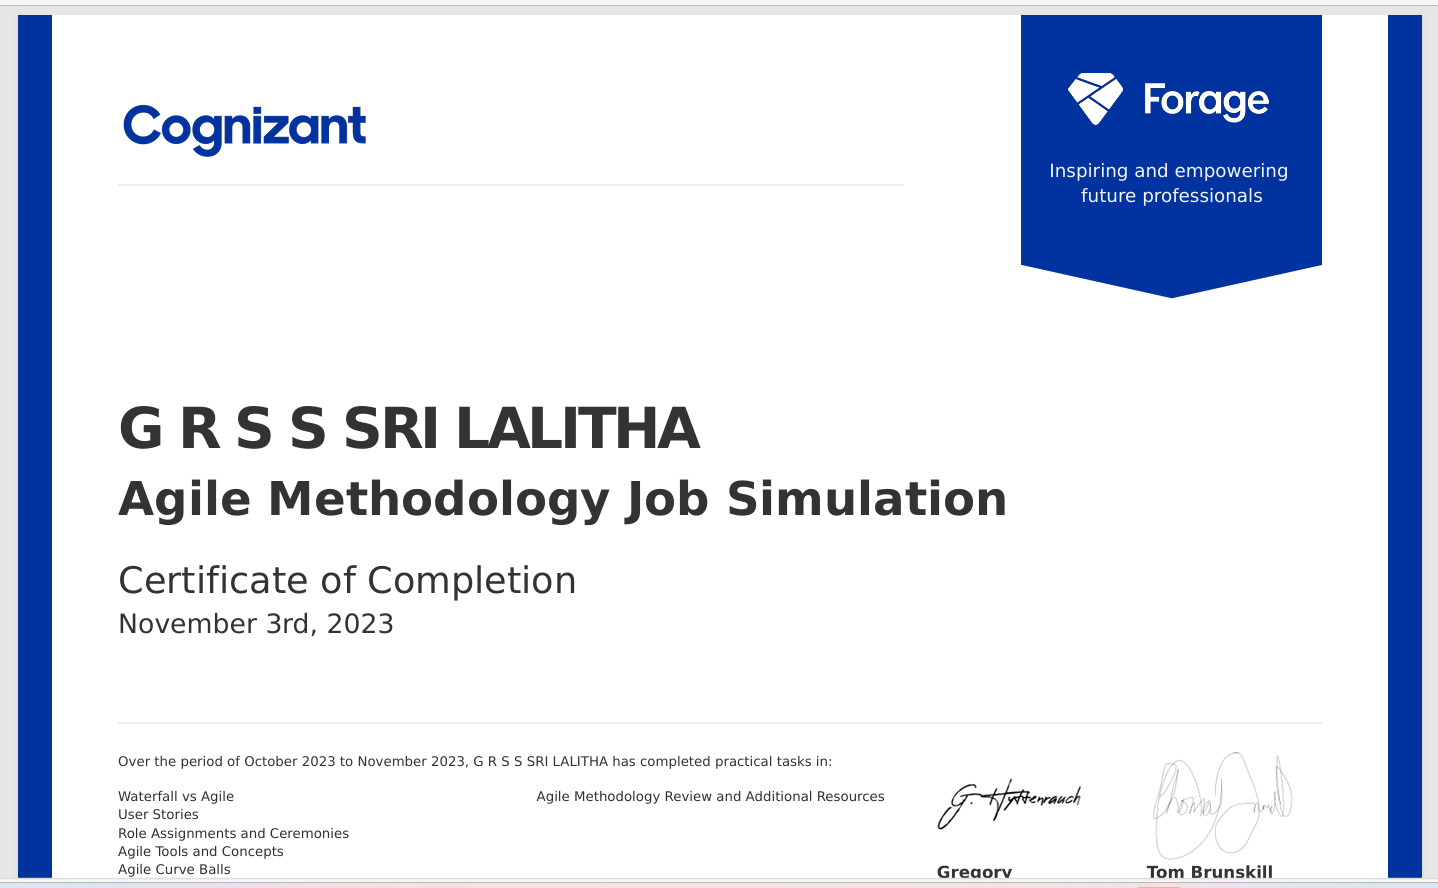 Cognizant
Forage
Inspiring and empowering
future professionals
G R S S SRI LALITHA
Agile Methodology Job Simulation
Certificate of Completion
November 3rd, 2023
Over the period of October 2023 to November 2023, G R S S SRI LALITHA has completed practical tasks in:
Waterfall vs Agile
User Stories
Role Assignments and Ceremonies
Agile Tools and Concepts
Agile Curve Balls
Agile Methodology Review and Additional Resources
G. Hyttenrauch
Gregory
Tom Brunskill